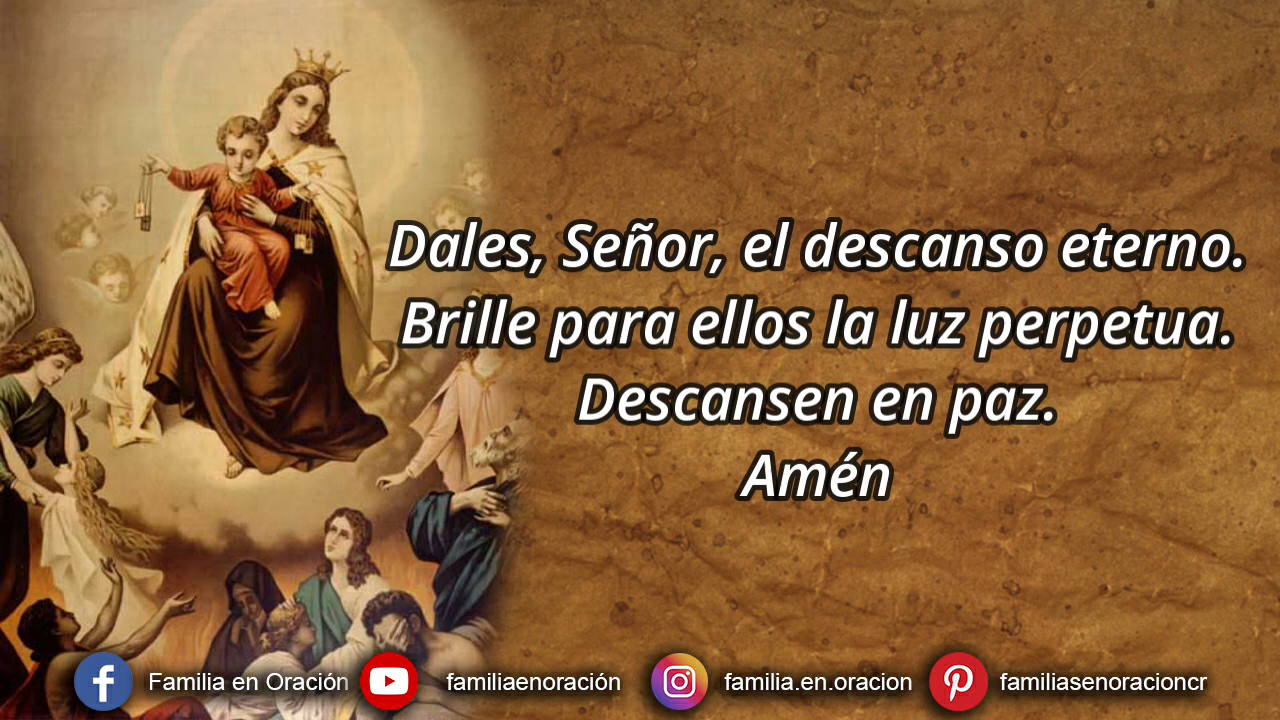 Dales, Señor, el descanso eterno.
Brille para ellos la luz perpetua.
Descansen en paz.
Amén
Familia en Oración
familiaenoración
familia.en.oracion
familiasenoracioncr